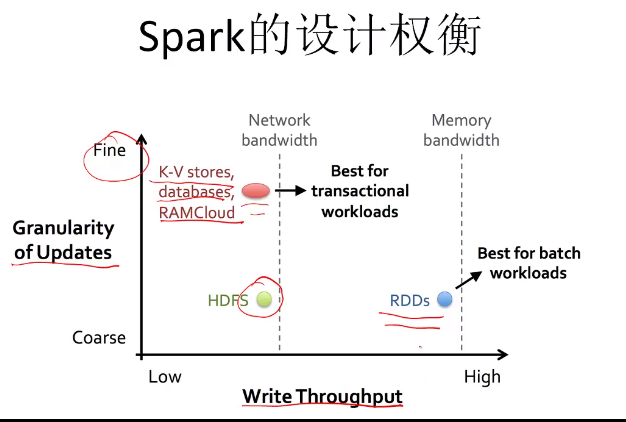 Spark的设计权衡
Network
bandwidth
Memory
bandwidth
Fine
K-V stores,
databases,
RAMCloud
Best for
transactional
workloads
Granularity
of Updates
Best for batch
workloads
HDFS
RDDs
Coarse
Low
High
Write Throughput